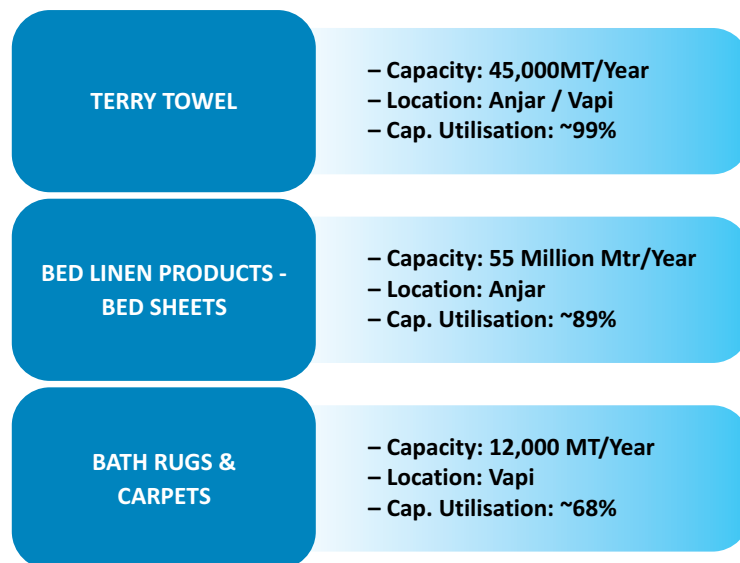 TERRY TOWEL
– Capacity: 45,000MT/Year
– Location: Anjar / Vapi
– Cap. Utilisation: ~99%
BED LINEN PRODUCTS -
BED SHEETS
– Capacity: 55 Million Mtr/Year
– Location: Anjar
– Cap. Utilisation: ~89%
BATH RUGS &
CARPETS
– Capacity: 12,000 MT/Year
– Location: Vapi
– Cap. Utilisation: ~68%